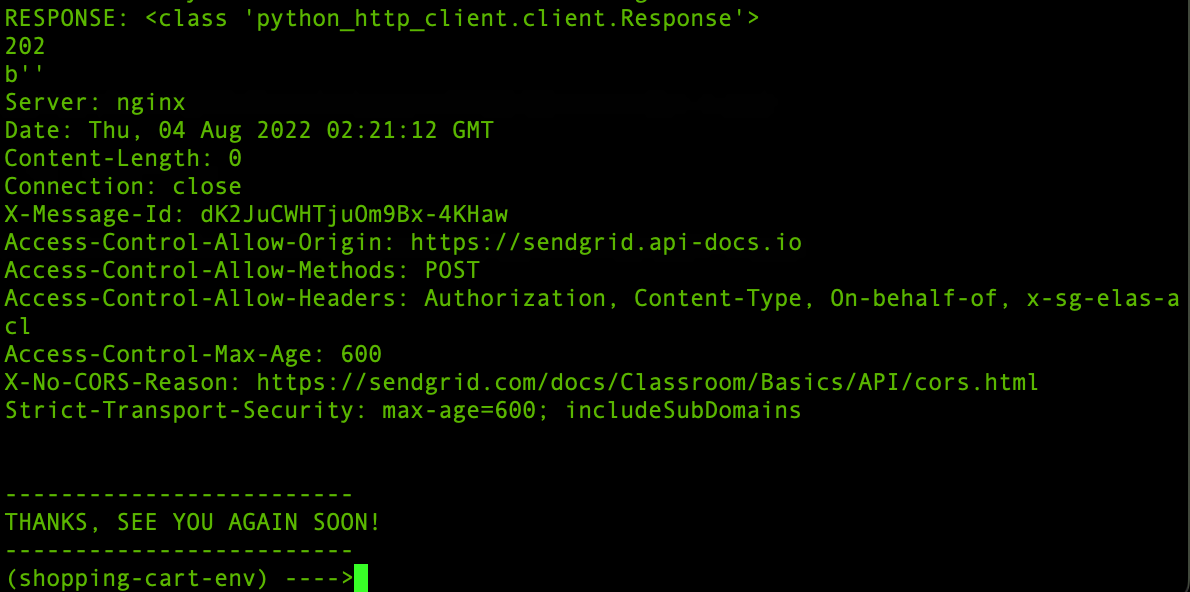 RESPONSE: <class 'python_http_client.client.Response'>
202
b''
Server: nginx
Date: Thu, 04 Aug 2022 02:21:12 GMT
Content-Length: 0
Connection: close
X-Message-Id: dK2JuCWHTjuOm9Bx-4KHaw
Access-Control-Allow-Origin: https://sendgrid.api-docs.io
Access-Control-Allow-Methods: POST
Access-Control-Allow-Headers: Authorization, Content-Type, On-behalf-of, x-sg-elas-a
cl
Access-Control-Max-Age: 600
X-No-CORS-Reason: https://sendgrid.com/docs/Classroom/Basics/API/cors.html
Strict-Transport-Security: max-age=600; includeSubDomains
-------------------------
THANKS, SEE YOU AGAIN SOON!
-------------------------
(shopping-cart-env) ---->